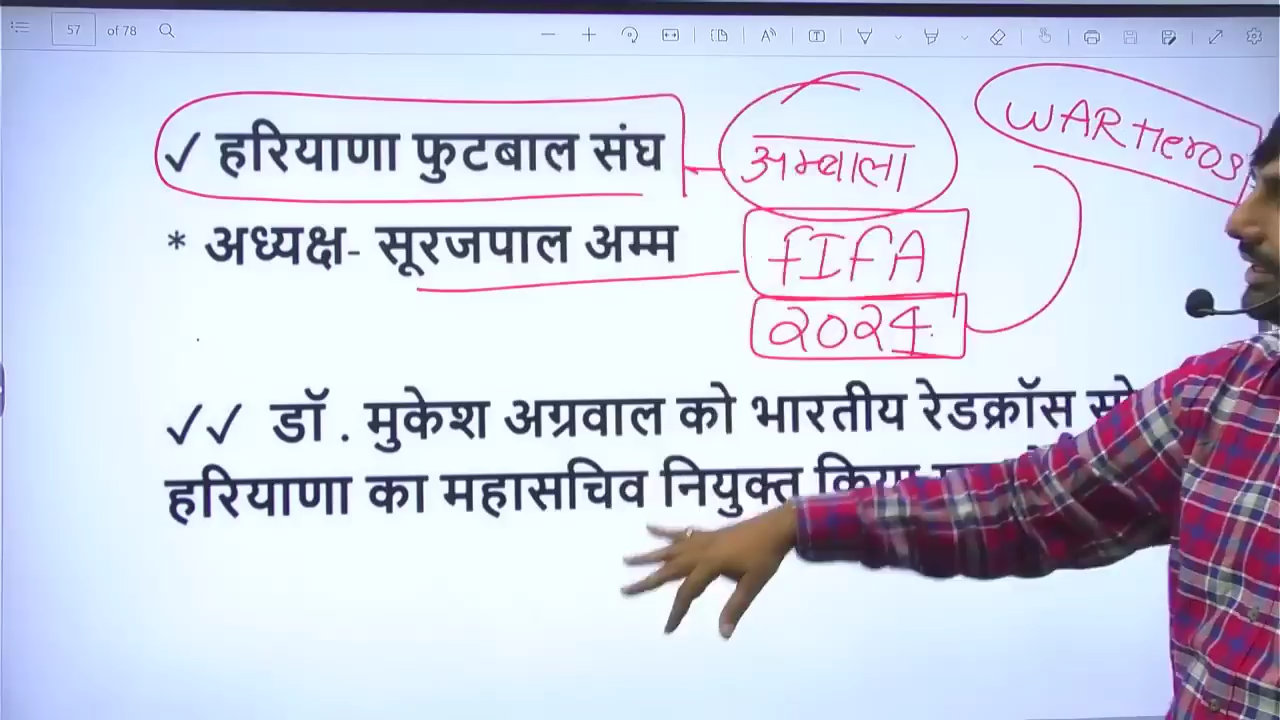 57 of 78
✓ हरियाणा फुटबाल संघ
अम्बाला
WAR Heros
* अध्यक्ष- सूरजपाल अम्म
FIFA
2024
✓✓ डॉ . मुकेश अग्रवाल को भारतीय रेडक्रॉस
हरियाणा का महासचिव नियुक्त किया